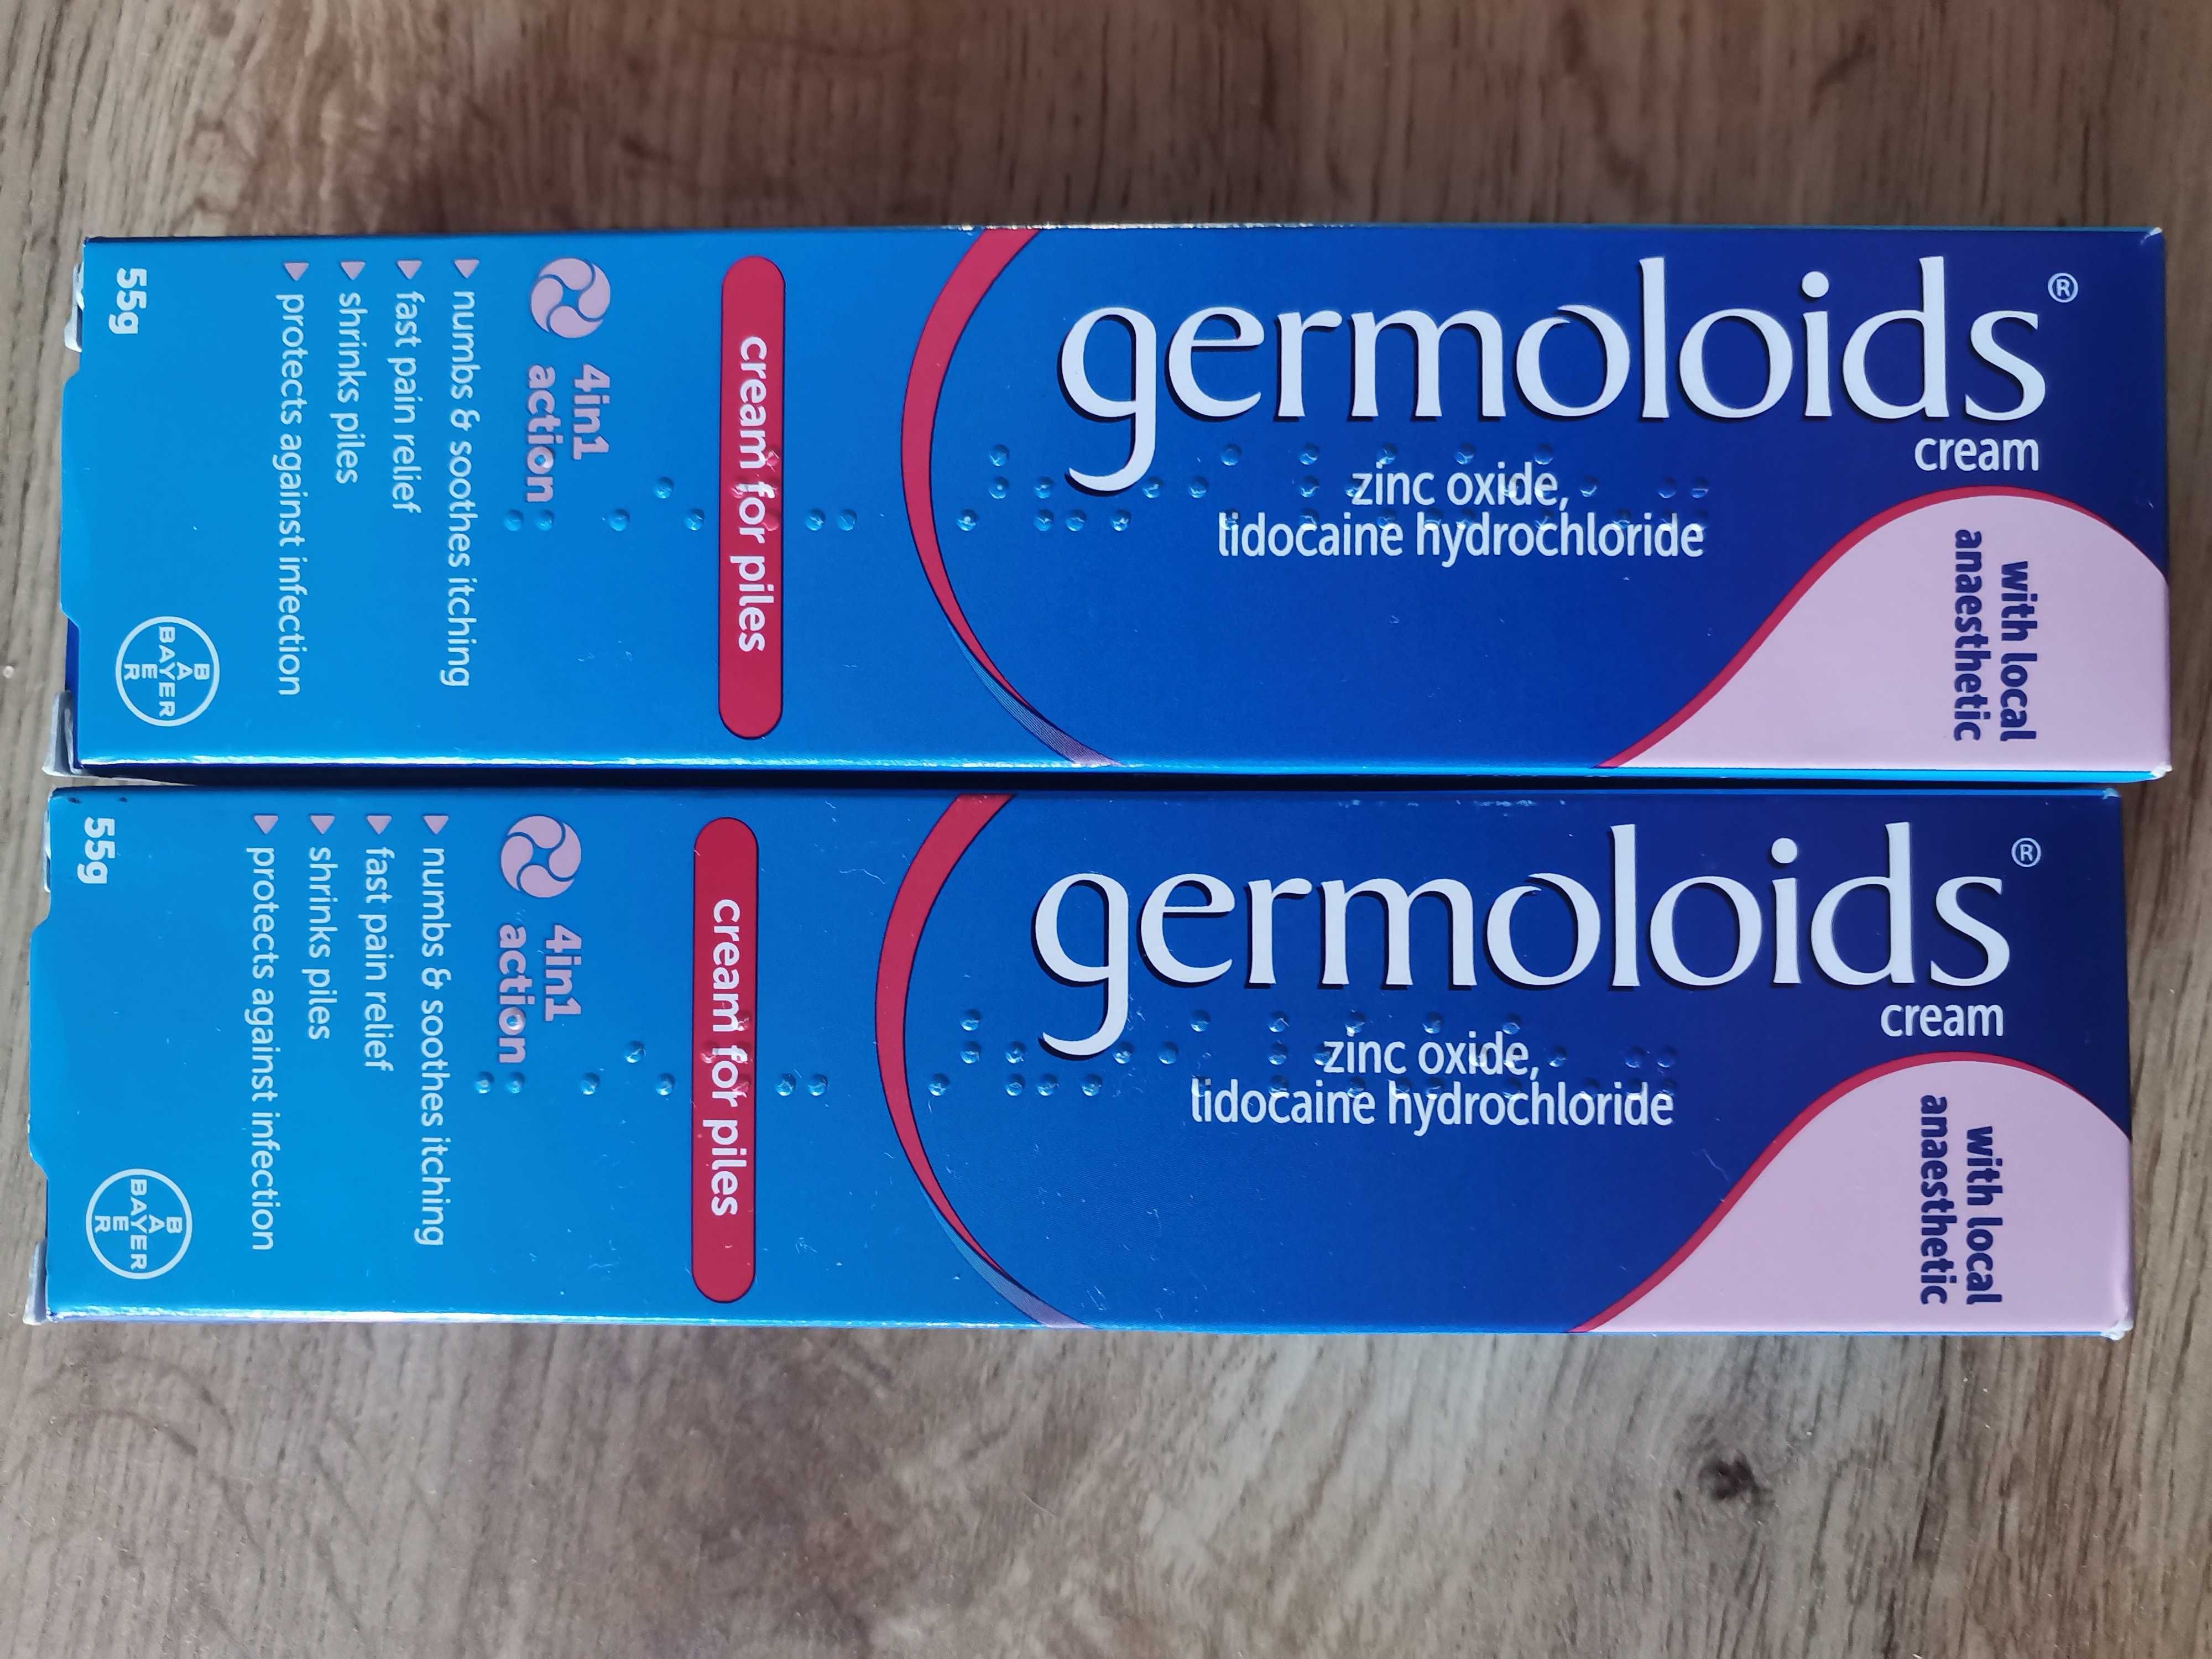 germoloids®
cream
zinc oxide,
lidocaine hydrochloride
with local
anaesthetic
cream for piles
4in1
action
numbs & soothes itching
fast pain relief
shrinks piles
protects against infection
55g
BAYER
BAYER
germoloids®
cream
zinc oxide,
lidocaine hydrochloride
with local
anaesthetic
cream for piles
4in1
action
numbs & soothes itching
fast pain relief
shrinks piles
protects against infection
55g
BAYER
BAYER